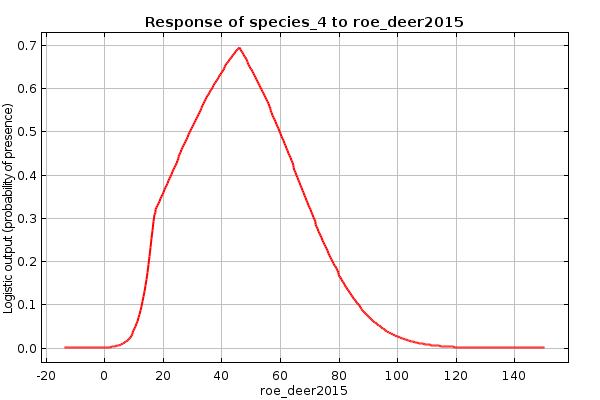 Response of species_4 to roe_deer2015
Logistic output (probability of presence)
0.7
0.6
0.5
0.4
0.3
0.2
0.1
0.0
-20 0 20 40 60 80 100 120 140
roe_deer2015